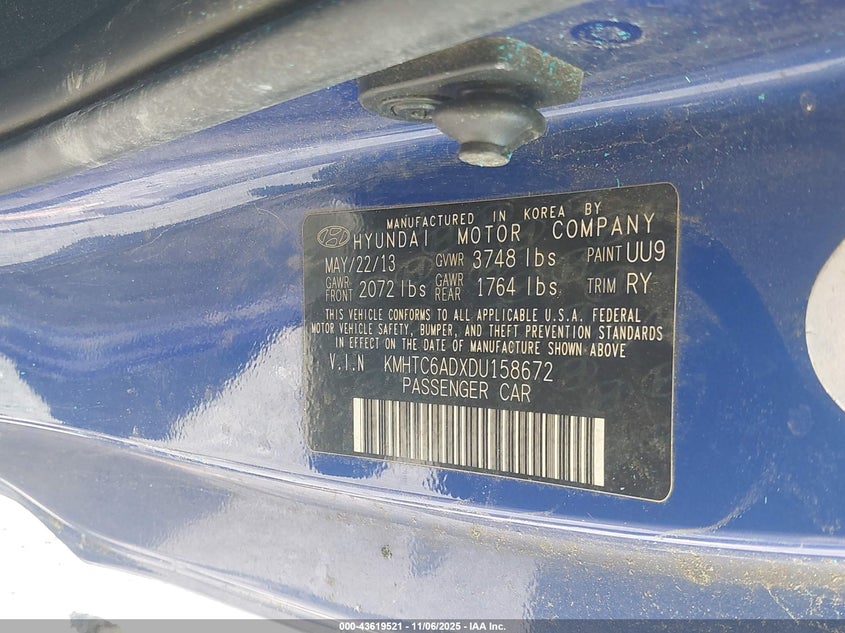 MANUFACTURED IN KOREA BY
HYUNDAI MOTOR COMPANY
MAY/22/13 GVWR 3748 lbs PAINT UU9
GAWR FRONT 2072 lbs GAWR REAR 1764 lbs TRIM RY
THIS VEHICLE CONFORMS TO ALL APPLICABLE U.S.A. FEDERAL
MOTOR VEHICLE SAFETY, BUMPER, AND THEFT PREVENTION STANDARDS
IN EFFECT ON THE DATE OF MANUFACTURE SHOWN ABOVE
V.I.N KMHTC6ADXDU158672
PASSENGER CAR
000-43619521 - 11/06/2025 - IAA Inc.